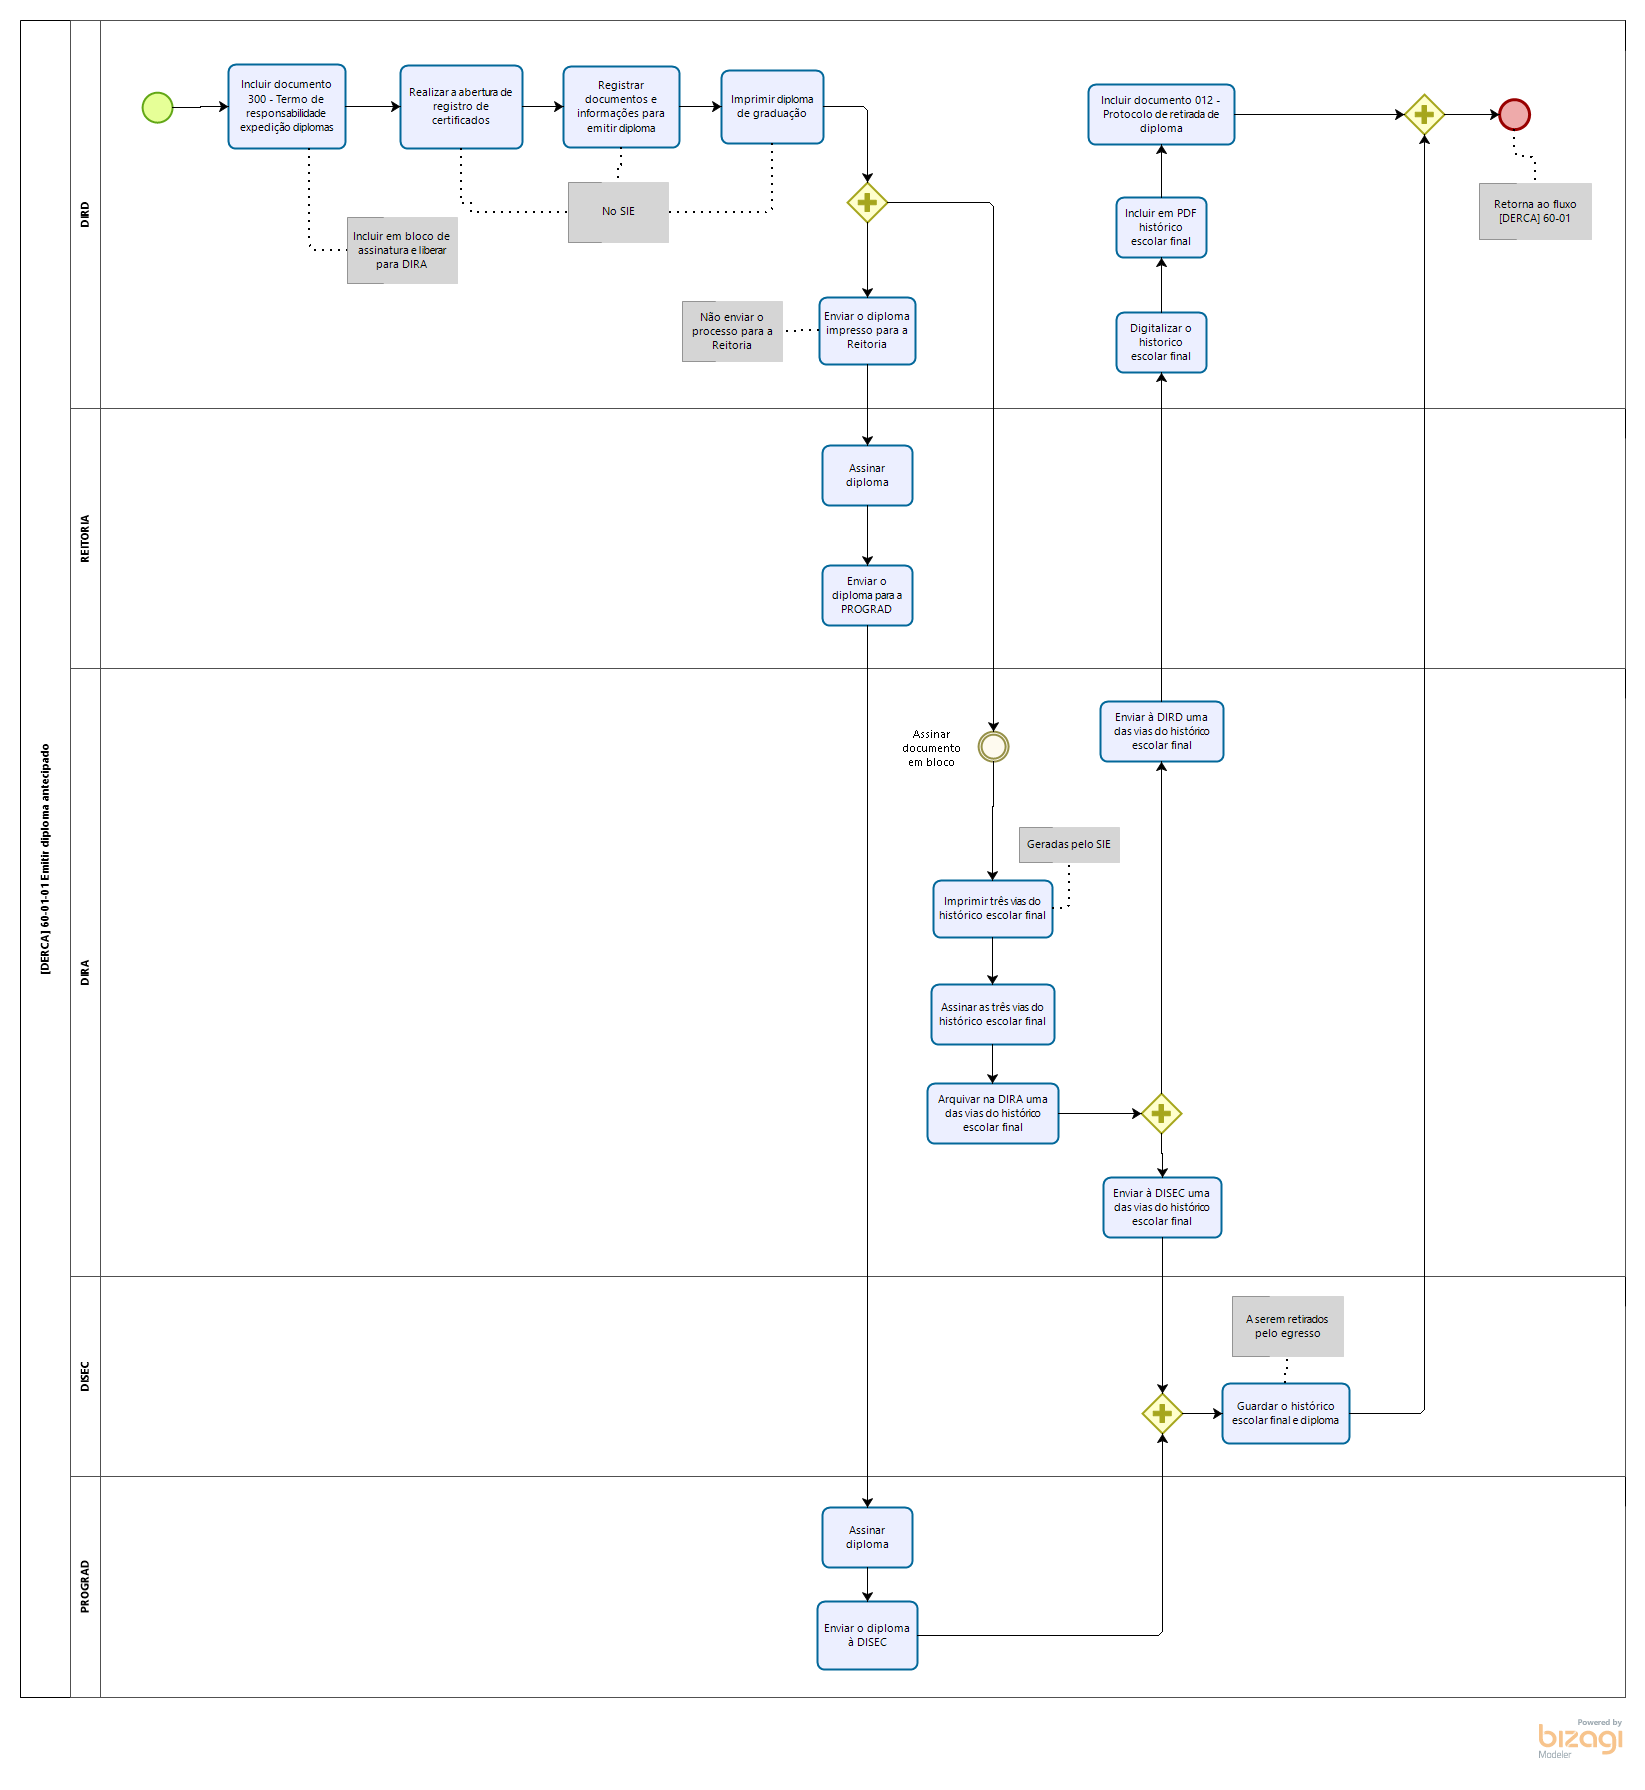 [DERCA] 60-01-01 Emitir diploma antecipado
DIRD
Incluir documento
300 - Termo de
responsabilidade
expedição diplomas
Realizar a abertura de
registro de
certificados
Registrar
documentos e
informações para
emitir diploma
Imprimir diploma
de graduação
Incluir em bloco de
assinatura e liberar
para DIRA
No SIE
Não enviar o
processo para a
Reitoria
Enviar o diploma
impresso para a
Reitoria
Incluir documento 012 -
Protocolo de retirada de
diploma
Incluir em PDF
histórico
escolar final
Digitalizar o
historico
escolar final
Retorna ao fluxo
[DERCA] 60-01
REITORIA
Assinar
diploma
Enviar o
diploma para a
PROGRAD
DIRA
Assinar
documento
em bloco
Enviar à DIRD uma
das vias do histórico
escolar final
Geradas pelo SIE
Imprimir três vias do
histórico escolar final
Assinar as três vias do
histórico escolar final
Arquivar na DIRA uma
das vias do histórico
escolar final
Enviar à DISEC uma
das vias do histórico
escolar final
DISEC
A serem retirados
pelo egresso
Guardar o histórico
escolar final e diploma
PROGRAD
Assinar
diploma
Enviar o diploma
à DISEC
Powered by
bizagi
Modeler